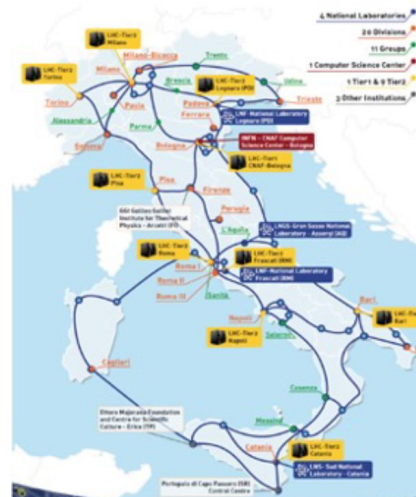 4 National Laboratories
20 Divisions
11 Groups
1 Computer Science Center
1 Tier1 & 9 Tier2
3 Other Institutions
LHC-Tier2
Milano
LHC-Tier2
Torino
Milano-Bicocca
Milano
Trento
Brescia
LHC-Tier2
Legnaro (PD)
Udine
Torino
Pavia
Padova
Trieste
Ferrara
LNF-National Laboratory
Legnaro (PD)
Alessandria
Parma
Genova
Bologna
INFN - CNAF Computer
Science Center - Bologna
LHC-Tier1
CNAF-Bologna
LHC-Tier2
Pisa
Pisa
Firenze
GGI Galileo Galilei
Institute for Theoretical
Physics - Arcetri (FI)
Perugia
L'Aquila
LNGS-Gran Sasso National
Laboratory - Assergi (AQ)
LHC-Tier2
Roma
LHC-Tier2
Frascati (RM)
Roma I
LNF-National Laboratory
Frascati (RM)
Roma II
Roma III
Sanità
Bari
LHC-Tier2
Bari
Napoli
LHC-Tier2
Napoli
Salerno
Cagliari
Cosenza
Ettore Majorana Foundation
and Centre for Scientific
Culture - Erice (TP)
Messina
Catania
LHC-Tier2
Catania
LNS- Sud National
Laboratory - Catania
Portopalo di Capo Passero (SR)
Control Centre